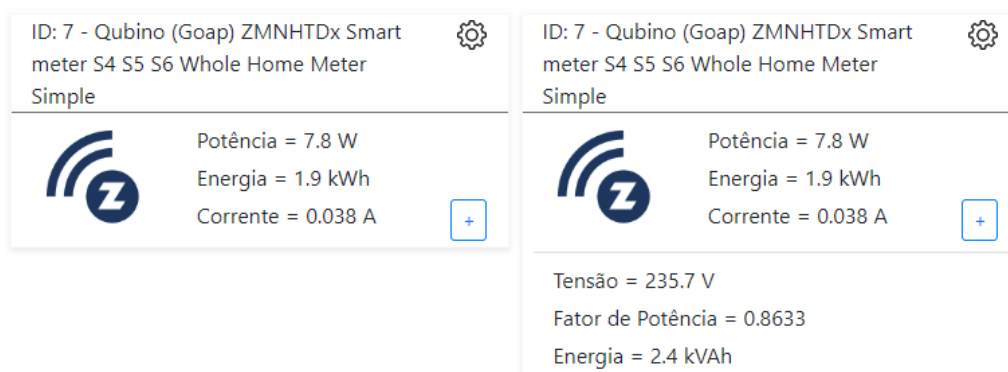 ID: 7 - Qubino (Goap) ZMNHTDx Smart
meter S4 S5 S6 Whole Home Meter
Simple
Z
Potência = 7.8 W
Energia = 1.9 kWh
Corrente = 0.038 A
+
ID: 7 - Qubino (Goap) ZMNHTDx Smart
meter S4 S5 S6 Whole Home Meter
Simple
Z
Potência = 7.8 W
Energia = 1.9 kWh
Corrente = 0.038 A
+
Tensão = 235.7 V
Fator de Potência = 0.8633
Energia = 2.4 kVAh